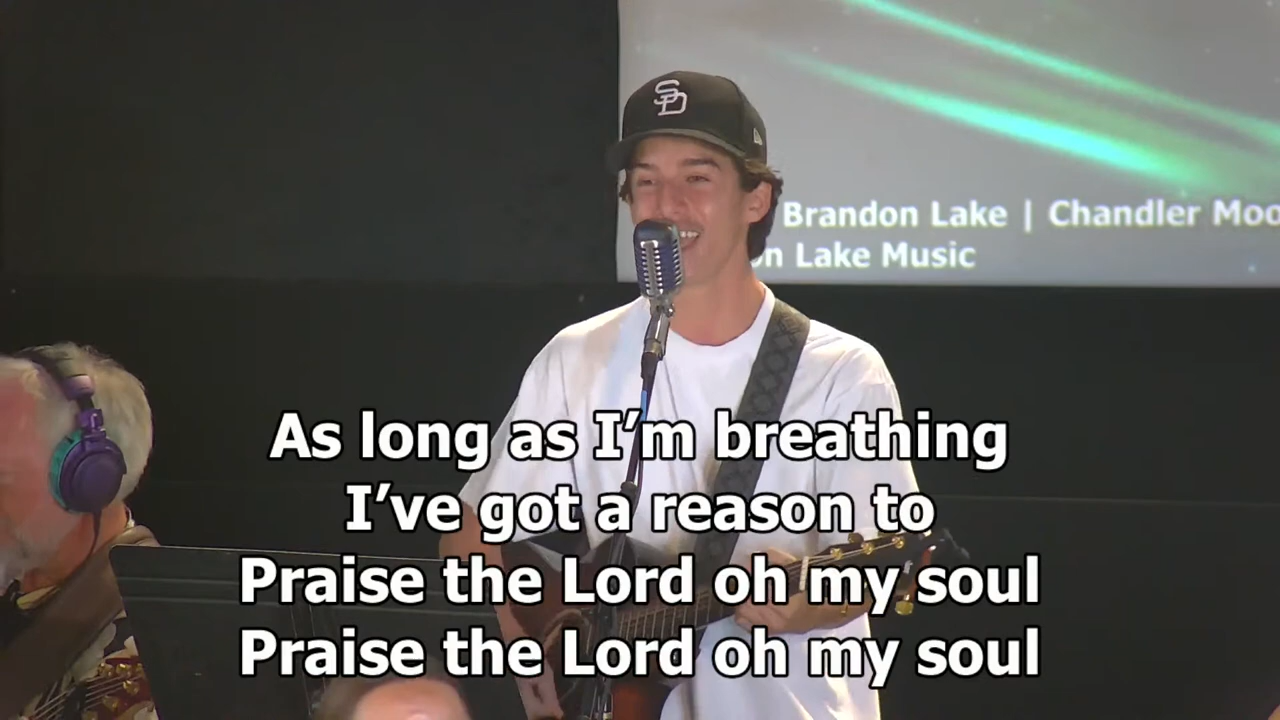 SD
Brandon Lake | Chandler Moo
on Lake Music
As long as I’m breathing
I’ve got a reason to
Praise the Lord oh my soul
Praise the Lord oh my soul